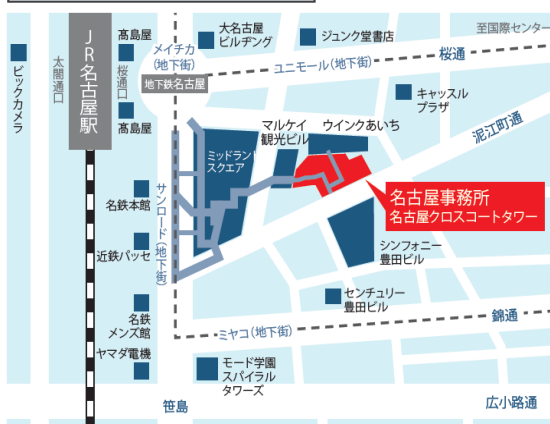 大名古屋
ビルヂング
ジュンク堂書店
至国際センター
髙島屋
メイチカ
(地下街)
桜通
ユニモール(地下街)
JR名古屋駅
太閤通口
桜通口
ビックカメラ
地下鉄名古屋
キャッスル
プラザ
髙島屋
マルケイ
観光ビル
ウインクあいち
泥江町通
ミッドランド
スクエア
名鉄本館
サンロード(地下街)
名古屋事務所
名古屋クロスコートタワー
近鉄パッセ
シンフォニー
豊田ビル
センチュリー
豊田ビル
名鉄
メンズ館
ミヤコ(地下街)
錦通
ヤマダ電機
モード学園
スパイラル
タワーズ
笹島
広小路通